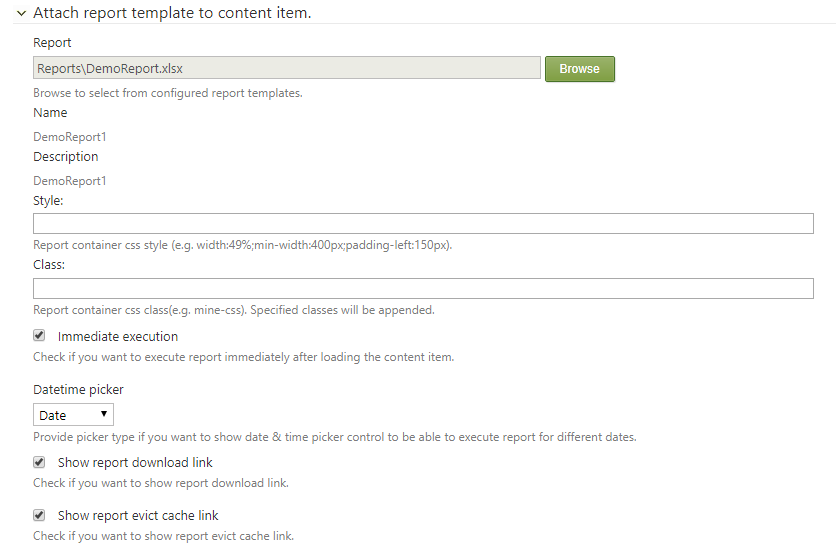 Attach report template to content item.
Report
Reports\DemoReport.xlsx
Browse
Browse to select from configured report templates.
Name
DemoReport1
Description
DemoReport1
Style:
Report container css style (e.g. width:49%;min-width:400px;padding-left:150px).
Class:
Report container css class(e.g. mine-css). Specified classes will be appended.
Immediate execution
Check if you want to execute report immediately after loading the content item.
Datetime picker
Date
Provide picker type if you want to show date & time picker control to be able to execute report for different dates.
Show report download link
Check if you want to show report download link.
Show report evict cache link
Check if you want to show report evict cache link.